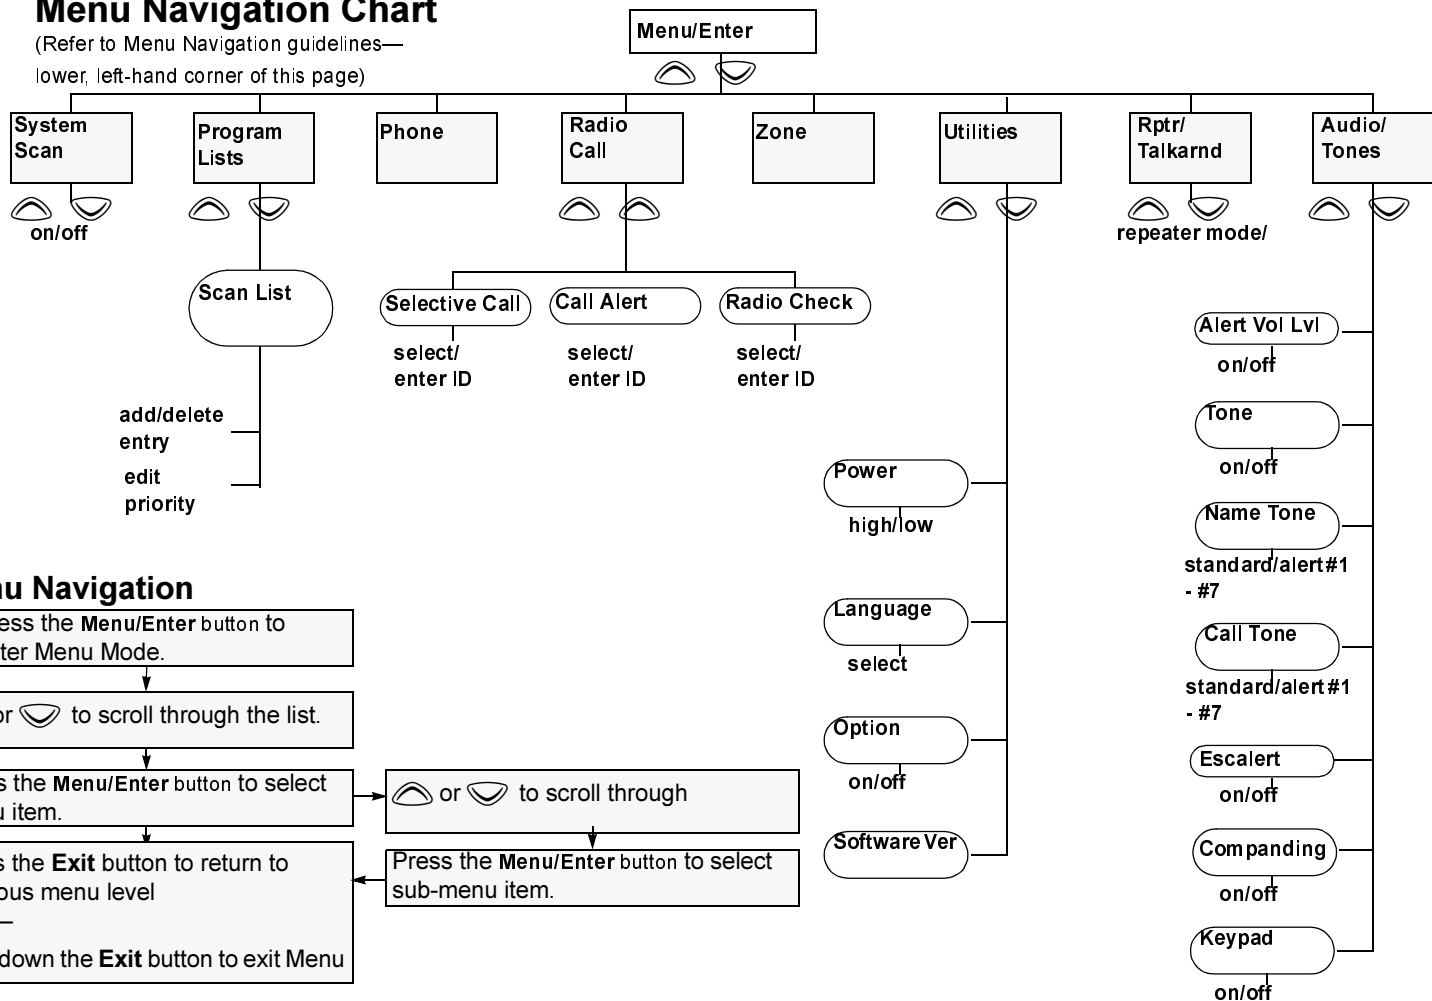 Menu Navigation Chart
(Refer to Menu Navigation guidelines—
lower, left-hand corner of this page)
Menu/Enter
System
Scan
on/off
Program
Lists
Scan List
add/delete
entry
edit
priority
Phone
Radio
Call
Selective Call
select/
enter ID
Call Alert
select/
enter ID
Radio Check
select/
enter ID
Zone
Utilities
Power
high/low
Language
select
Option
on/off
Software Ver
Rptr/
Talkarnd
repeater mode/
Audio/
Tones
Alert Vol Lvl
on/off
Tone
on/off
Name Tone
standard/alert#1
- #7
Call Tone
standard/alert#1
- #7
Escalert
on/off
Companding
on/off
Keypad
on/off
Navigation
the Menu/Enter button to
Menu Mode.
or to scroll through the list.
the Menu/Enter button to select
item.
or to scroll through
Press the Menu/Enter button to select
sub-menu item.
the Exit button to return to
menu level
—
down the Exit button to exit Menu